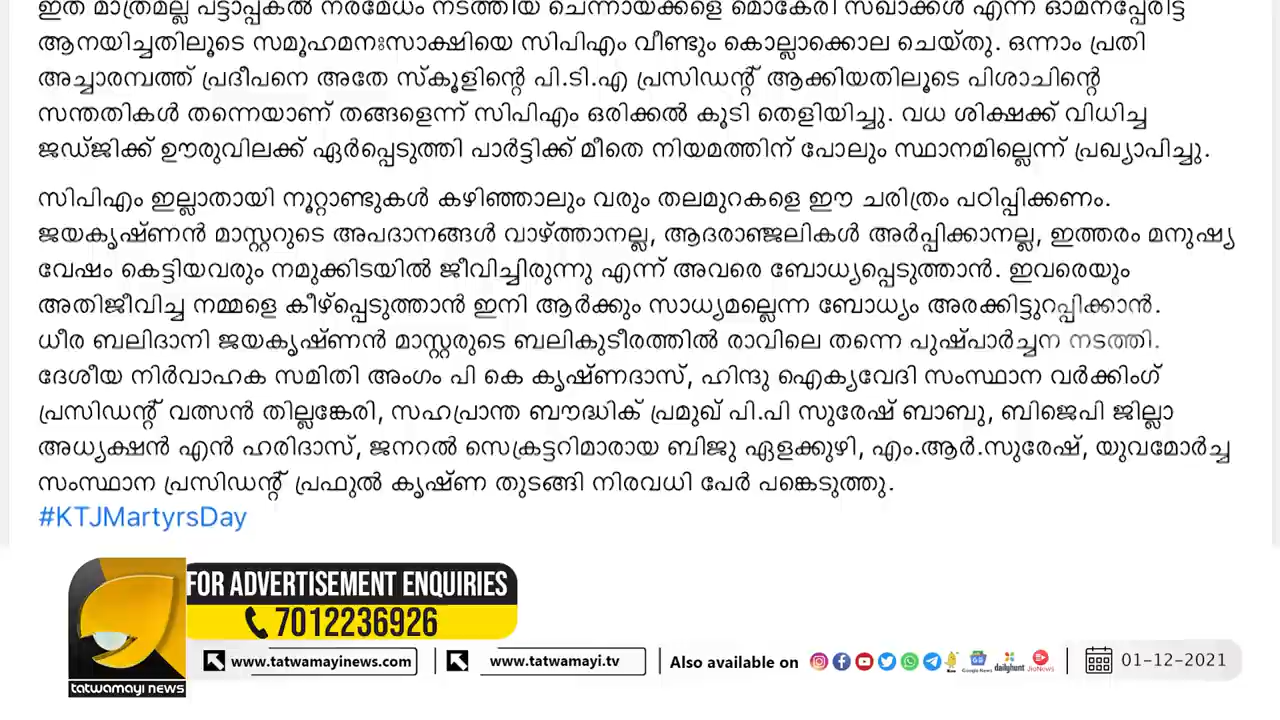 ഇത് മാത്രമല്ല പട്ടാപ്പകൽ നരമേധം നടത്തിയ ചെന്നായക്കളെ മൊകേരി സഖാക്കൾ എന്ന ഓമനപ്പേരിട്ട്
ആനയിച്ചതിലൂടെ സമൂഹമനഃസാക്ഷിയെ സിപിഎം വീണ്ടും കൊല്ലാക്കൊല ചെയ്തു. ഒന്നാം പ്രതി
അച്ചാരമ്പത്ത് പ്രദീപനെ അതേ സ്കൂളിന്റെ പി.ടി.എ പ്രസിഡന്റ് ആക്കിയതിലൂടെ പിശാചിന്റെ
സന്തതികൾ തന്നെയാണ് തങ്ങളെന്ന് സിപിഎം ഒരിക്കൽ കൂടി തെളിയിച്ചു. വധ ശിക്ഷക്ക് വിധിച്ച
ജഡ്ജിക്ക് ഊരുവിലക്ക് ഏർപ്പെടുത്തി പാർട്ടിക്ക് മീതെ നിയമത്തിന് പോലും സ്ഥാനമില്ലെന്ന് പ്രഖ്യാപിച്ചു.
സിപിഎം ഇല്ലാതായി നൂറ്റാണ്ടുകൾ കഴിഞ്ഞാലും വരും തലമുറകളെ ഈ ചരിത്രം പഠിപ്പിക്കണം.
ജയകൃഷ്ണൻ മാസ്റ്ററുടെ അപദാനങ്ങൾ വാഴ്ത്താനല്ല, ആദരാഞ്ജലികൾ അർപ്പിക്കാനല്ല, ഇത്തരം മനുഷ്യ
വേഷം കെട്ടിയവരും നമുക്കിടയിൽ ജീവിച്ചിരുന്നു എന്ന് അവരെ ബോധ്യപ്പെടുത്താൻ. ഇവരെയും
അതിജീവിച്ച നമ്മളെ കീഴ്പ്പെടുത്താൻ ഇനി ആർക്കും സാധ്യമല്ലെന്ന ബോധ്യം അരക്കിട്ടുറപ്പിക്കാൻ.
ധീര ബലിദാനി ജയകൃഷ്ണൻ മാസ്റ്റരുടെ ബലികുടീരത്തിൽ രാവിലെ തന്നെ പുഷ്പാർച്ചന നടത്തി.
ദേശീയ നിർവാഹക സമിതി അംഗം പി കെ കൃഷ്ണദാസ്, ഹിന്ദു ഐക്യവേദി സംസ്ഥാന വർക്കിംഗ്
പ്രസിഡന്റ് വത്സൻ തില്ലങ്കേരി, സഹപ്രാന്ത ബൗദ്ധിക് പ്രമുഖ് പി.പി സുരേഷ് ബാബു, ബിജെപി ജില്ലാ
അധ്യക്ഷൻ എൻ ഹരിദാസ്, ജനറൽ സെക്രട്ടറിമാരായ ബിജു ഏളക്കുഴി, എം.ആർ.സുരേഷ്, യുവമോർച്ച
സംസ്ഥാന പ്രസിഡന്റ് പ്രഫുൽ കൃഷ്ണ തുടങ്ങി നിരവധി പേർ പങ്കെടുത്തു.
#KTJMartyrsDay
FOR ADVERTISEMENT ENQUIRIES
7012236926
www.tatwamayinews.com
www.tatwamayi.tv
Also available on
Google News
dailyhunt
JioNews
01-12-2021
tatwamayi news